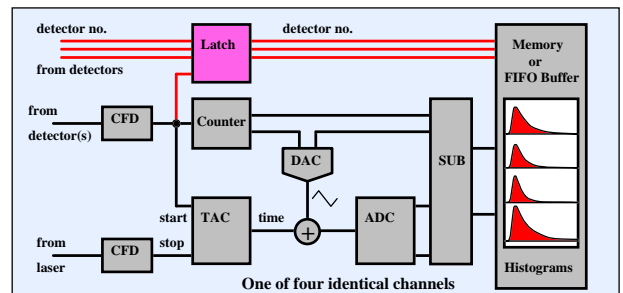 detector no.
detector no.
Latch
Memory
or
FIFO Buffer
from detectors
from
detector(s)
CFD
Counter
DAC
SUB
start
TAC
time
+
ADC
from
laser
CFD
stop
Histograms
One of four identical channels